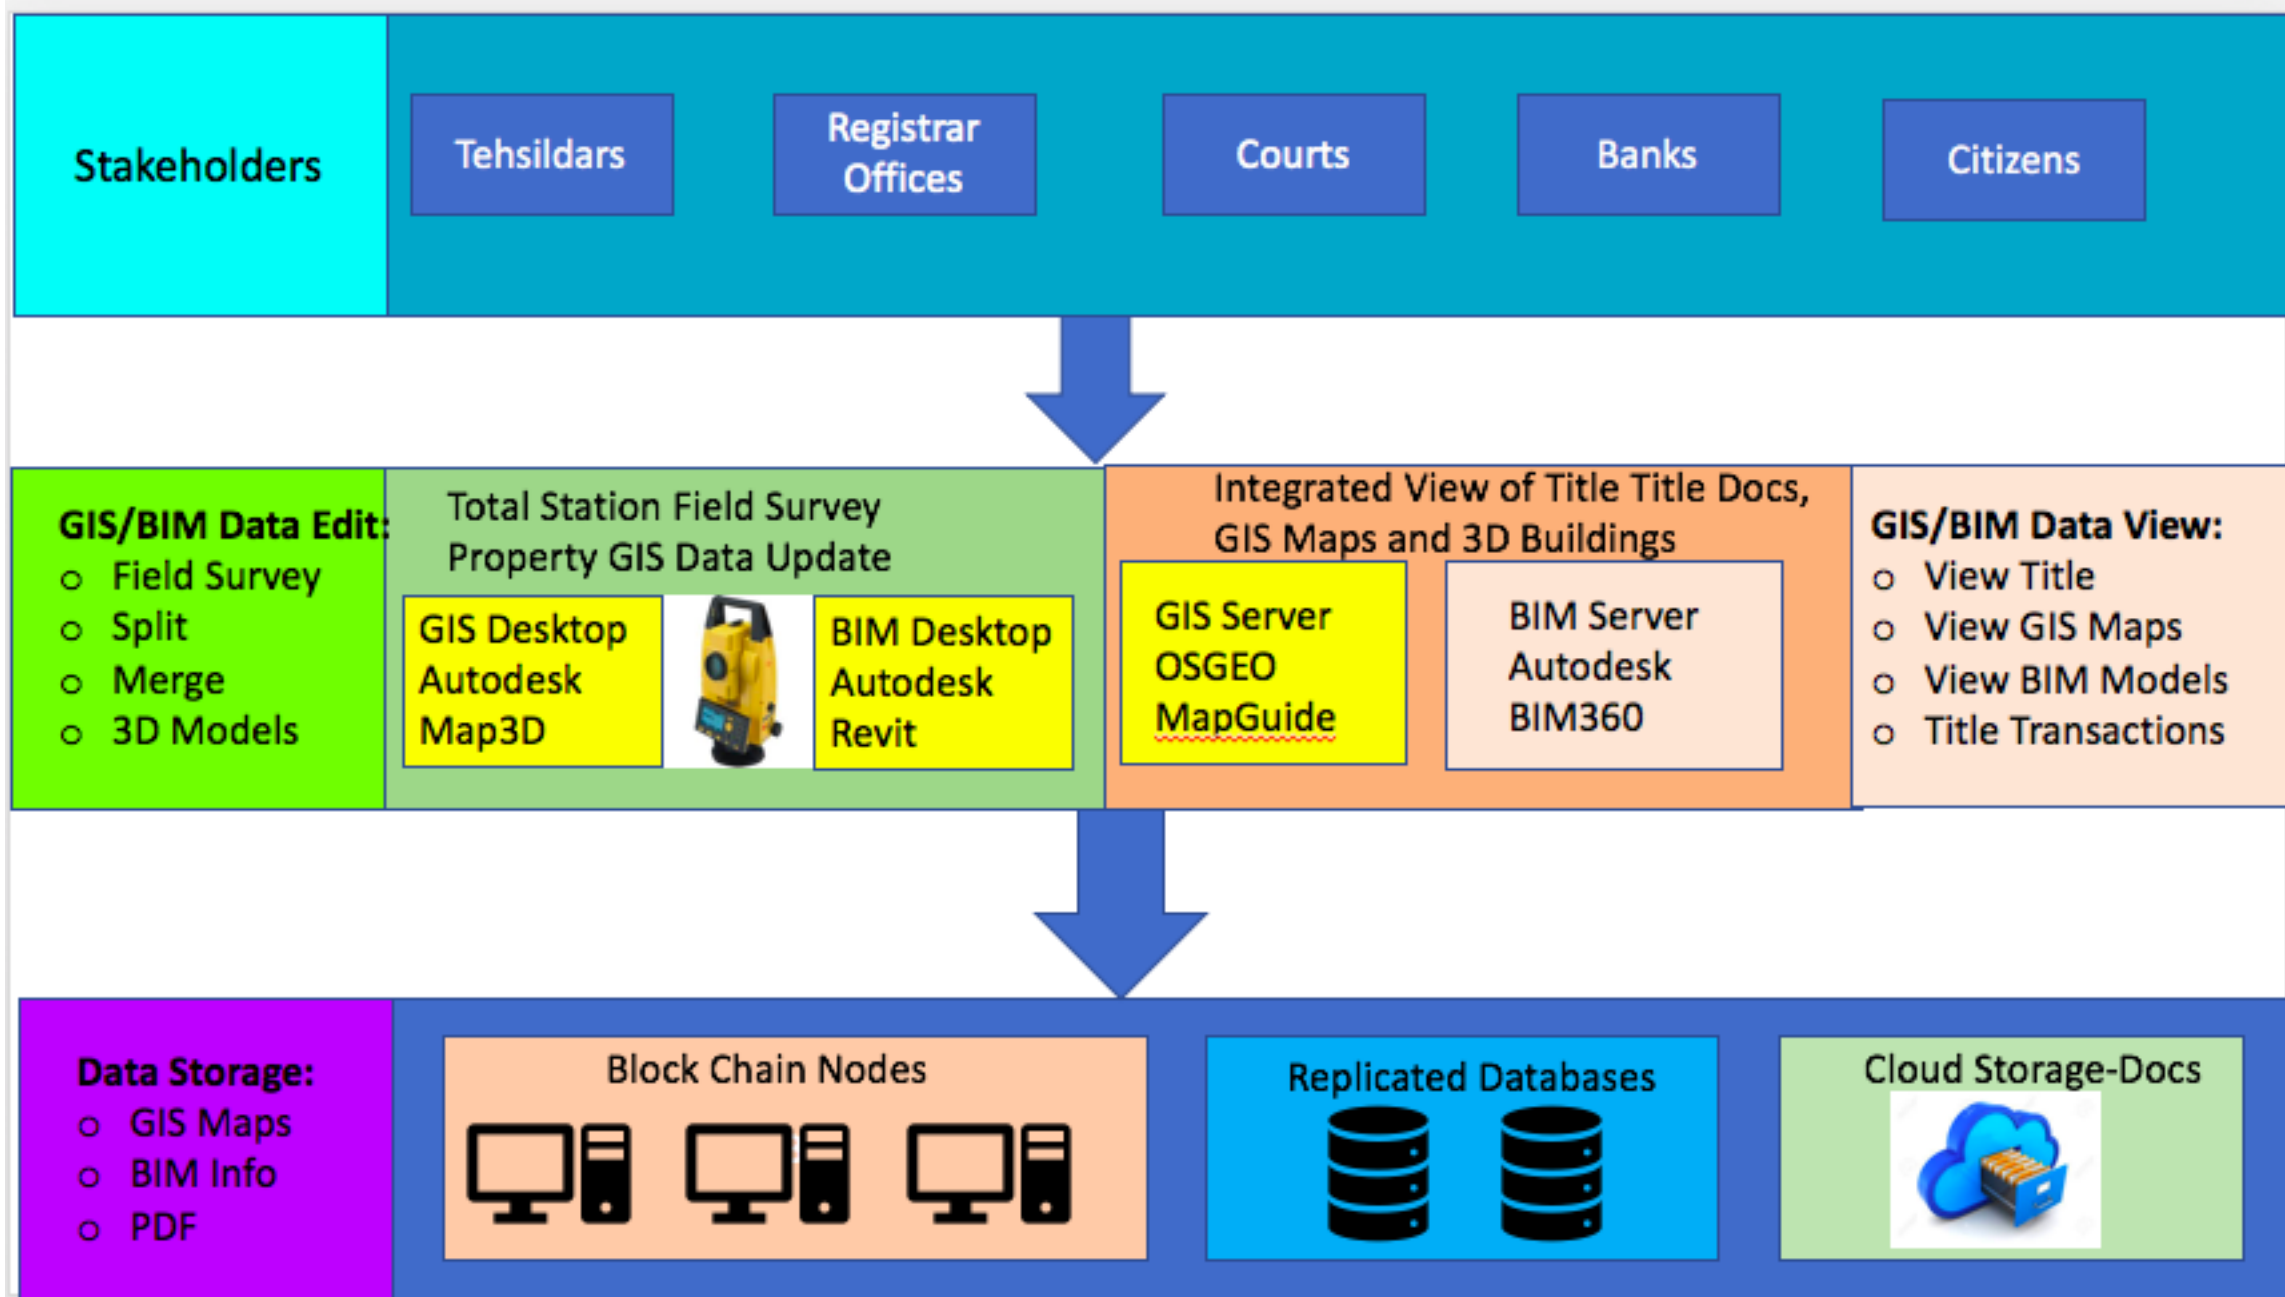 Stakeholders
Tehsildars
Registrar
Offices
Courts
Banks
Citizens
GIS/BIM Data Edit:
o Field Survey
o Split
o Merge
o 3D Models
Total Station Field Survey
Property GIS Data Update
GIS Desktop
Autodesk
Map3D
BIM Desktop
Autodesk
Revit
Integrated View of Title Title Docs,
GIS Maps and 3D Buildings
GIS Server
OSGEO
MapGuide
BIM Server
Autodesk
BIM360
GIS/BIM Data View:
o View Title
o View GIS Maps
o View BIM Models
o Title Transactions
Data Storage:
o GIS Maps
o BIM Info
o PDF
Block Chain Nodes
Replicated Databases
Cloud Storage-Docs